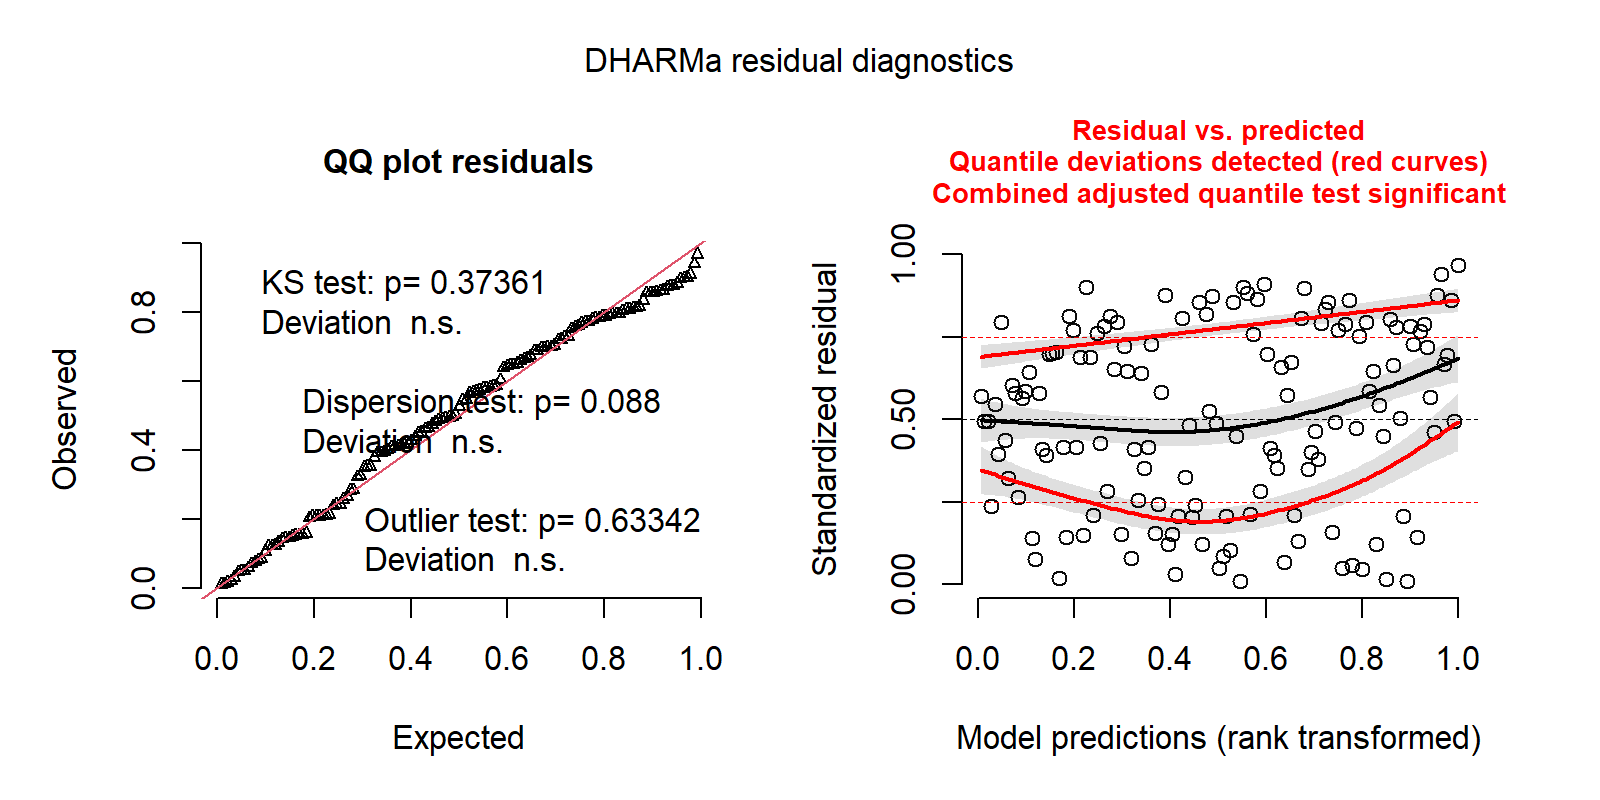 DHARMa residual diagnostics
QQ plot residuals
KS test: p= 0.37361
Deviation  n.s.
Dispersion test: p= 0.088
Deviation  n.s.
Outlier test: p= 0.63342
Deviation  n.s.
Observed
0.0
0.4
0.8
0.0 0.2 0.4 0.6 0.8 1.0
Expected
Residual vs. predicted
Quantile deviations detected (red curves)
Combined adjusted quantile test significant
Standardized residual
0.00
0.50
1.00
0.0 0.2 0.4 0.6 0.8 1.0
Model predictions (rank transformed)